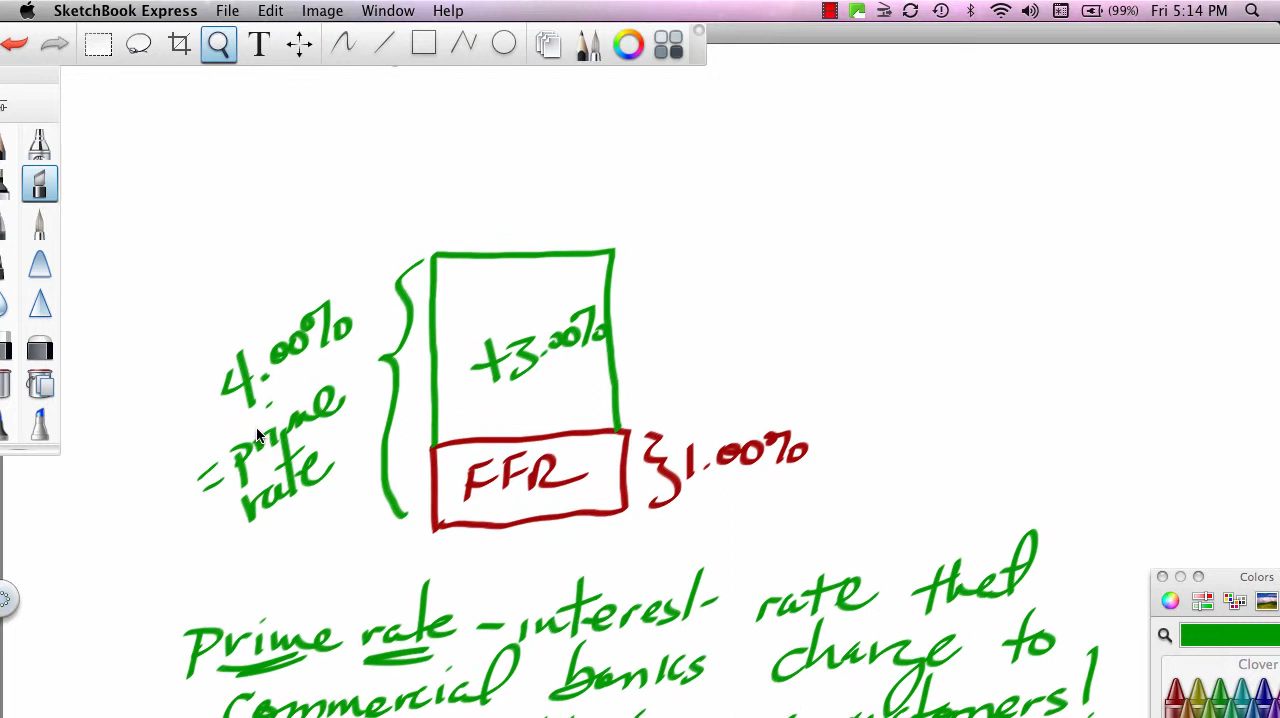 SketchBook Express File Edit Image Window Help (99%) Fri 5:14 PM
T
4.00%
+3.00%
= prime
rate
FFR
1.00%
Colors
Prime rate - interest rate that
commercial banks charge to
Clover